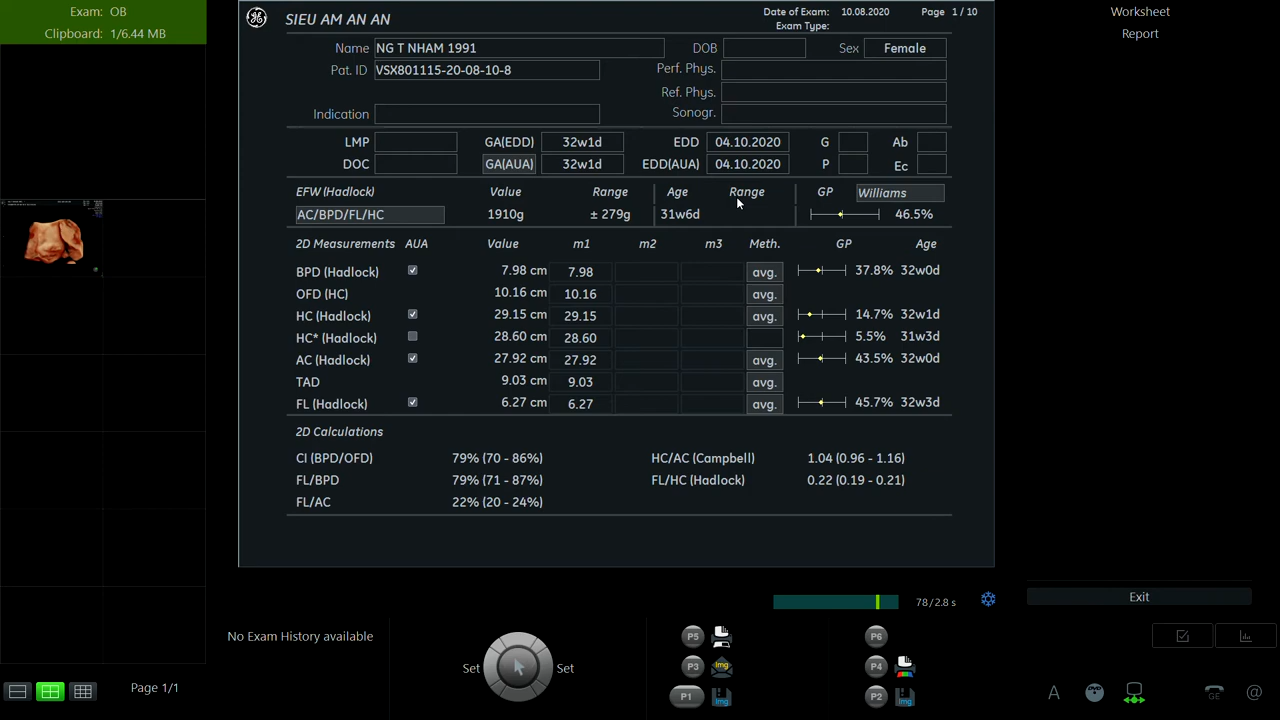 Exam: OB
Clipboard: 1/6.44 MB
SIEU AM AN AN
Date of Exam: 10.08.2020 Page 1 / 10
Exam Type:
Name NG T NHAM 1991 DOB Sex Female
Pat. ID VSX801115-20-08-10-8 Perf. Phys.
Ref. Phys.
Indication Sonogr.
LMP GA(EDD) 32w1d EDD 04.10.2020 G Ab
DOC GA(AUA) 32w1d EDD(AUA) 04.10.2020 P Ec
EFW (Hadlock) Value Range Age Range GP Williams
AC/BPD/FL/HC 1910g ± 279g 31w6d 46.5%
2D Measurements AUA Value m1 m2 m3 Meth. GP Age
BPD (Hadlock) 7.98 cm 7.98 avg. 37.8% 32w0d
OFD (HC) 10.16 cm 10.16 avg.
HC (Hadlock) 29.15 cm 29.15 avg. 14.7% 32w1d
HC* (Hadlock) 28.60 cm 28.60 5.5% 31w3d
AC (Hadlock) 27.92 cm 27.92 avg. 43.5% 32w0d
TAD 9.03 cm 9.03 avg.
FL (Hadlock) 6.27 cm 6.27 avg. 45.7% 32w3d
2D Calculations
CI (BPD/OFD) 79% (70 - 86%) HC/AC (Campbell) 1.04 (0.96 - 1.16)
FL/BPD 79% (71 - 87%) FL/HC (Hadlock) 0.22 (0.19 - 0.21)
FL/AC 22% (20 - 24%)
Worksheet
Report
78/2.8 s
Exit
No Exam History available
Set Set
P5 P6
P3 Img P4
P1 Img P2 Img
Page 1/1
A GE @